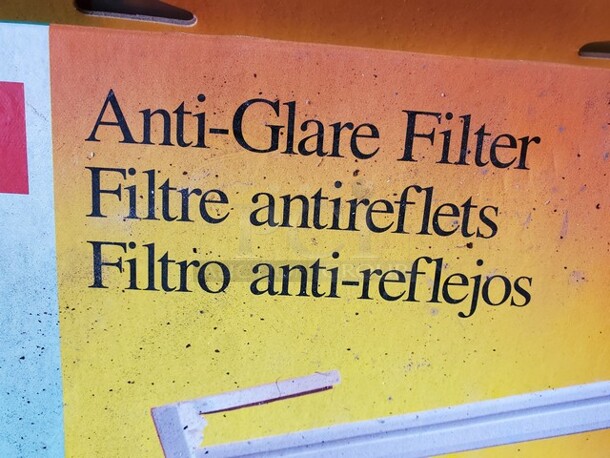 Anti-Glare Filter
Filtre antireflets
Filtro anti-reflejos